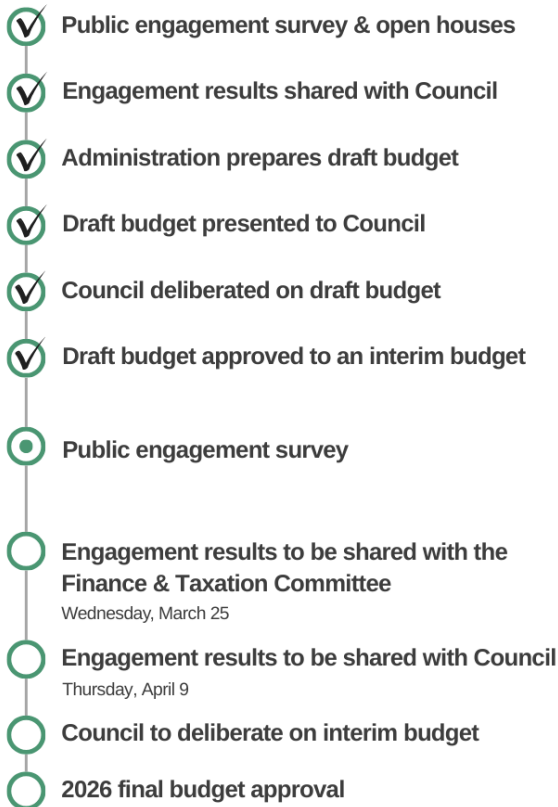 Public engagement survey & open houses
Engagement results shared with Council
Administration prepares draft budget
Draft budget presented to Council
Council deliberated on draft budget
Draft budget approved to an interim budget
Public engagement survey
Engagement results to be shared with the
Finance & Taxation Committee
Wednesday, March 25
Engagement results to be shared with Council
Thursday, April 9
Council to deliberate on interim budget
2026 final budget approval